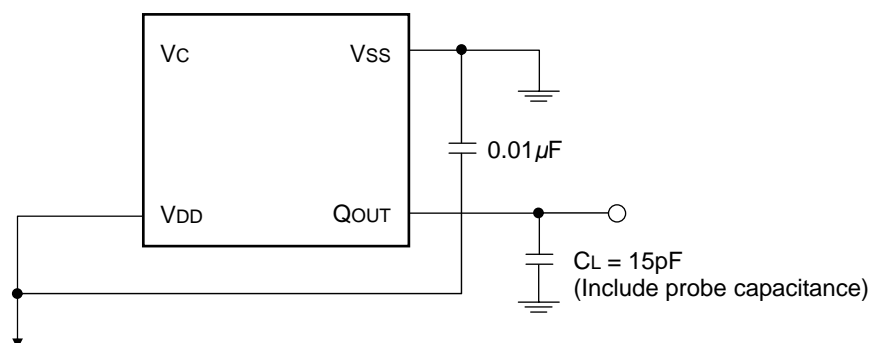 VC
VSS
0.01µF
VDD
QOUT
CL = 15pF
(Include probe capacitance)